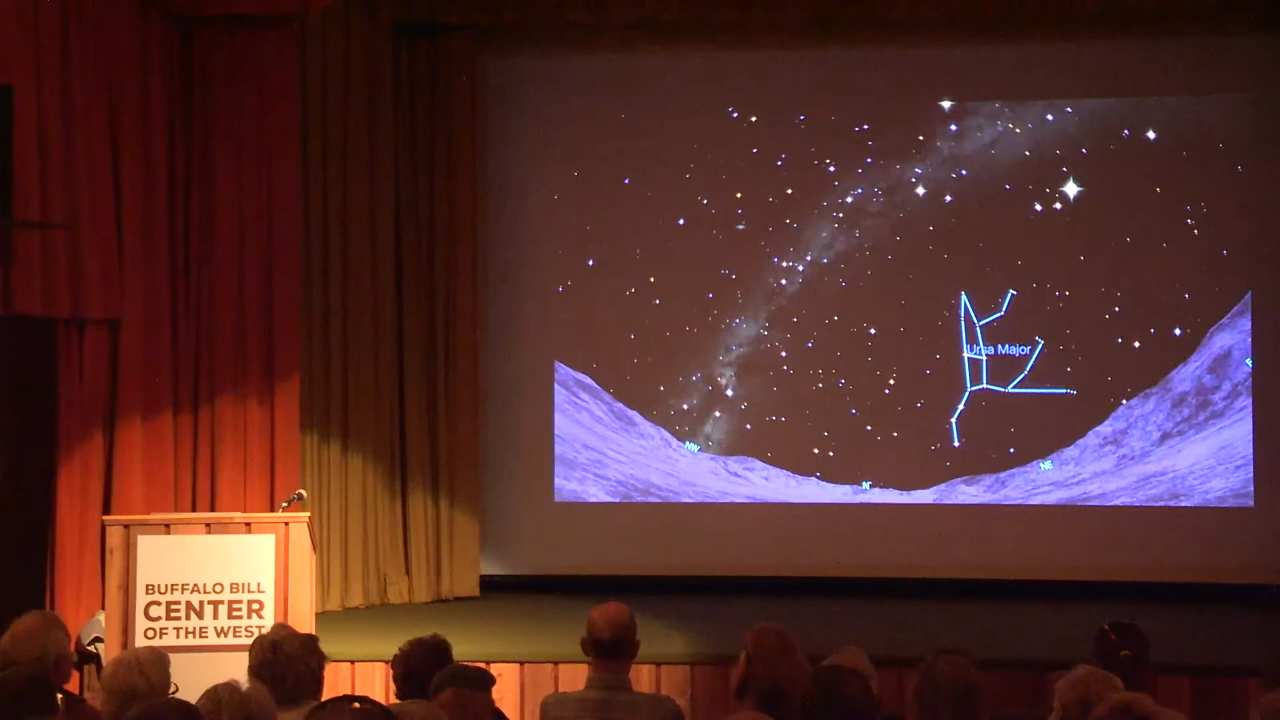 BUFFALO BILL
CENTER
OF THE WEST
Ursa Major
NW
N
NE
E